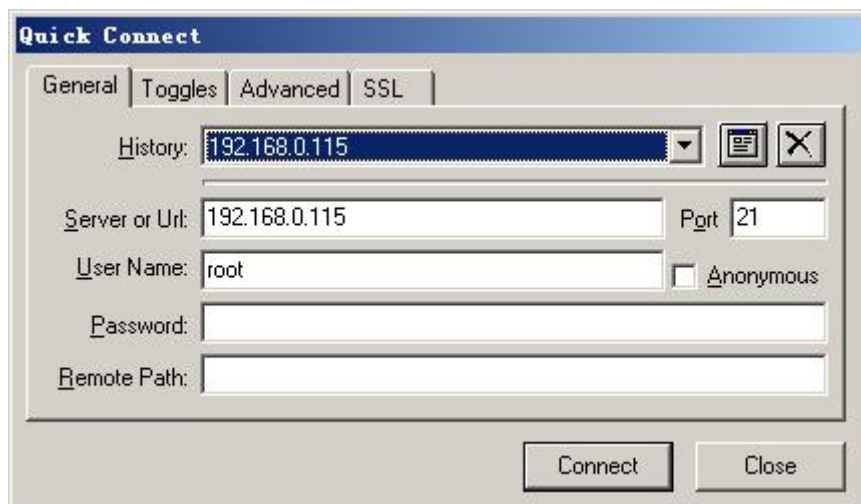 Quick Connect
General Toggles Advanced SSL
History: 192.168.0.115
Server or Url: 192.168.0.115 Port 21
User Name: root Anonymous
Password:
Remote Path:
Connect Close